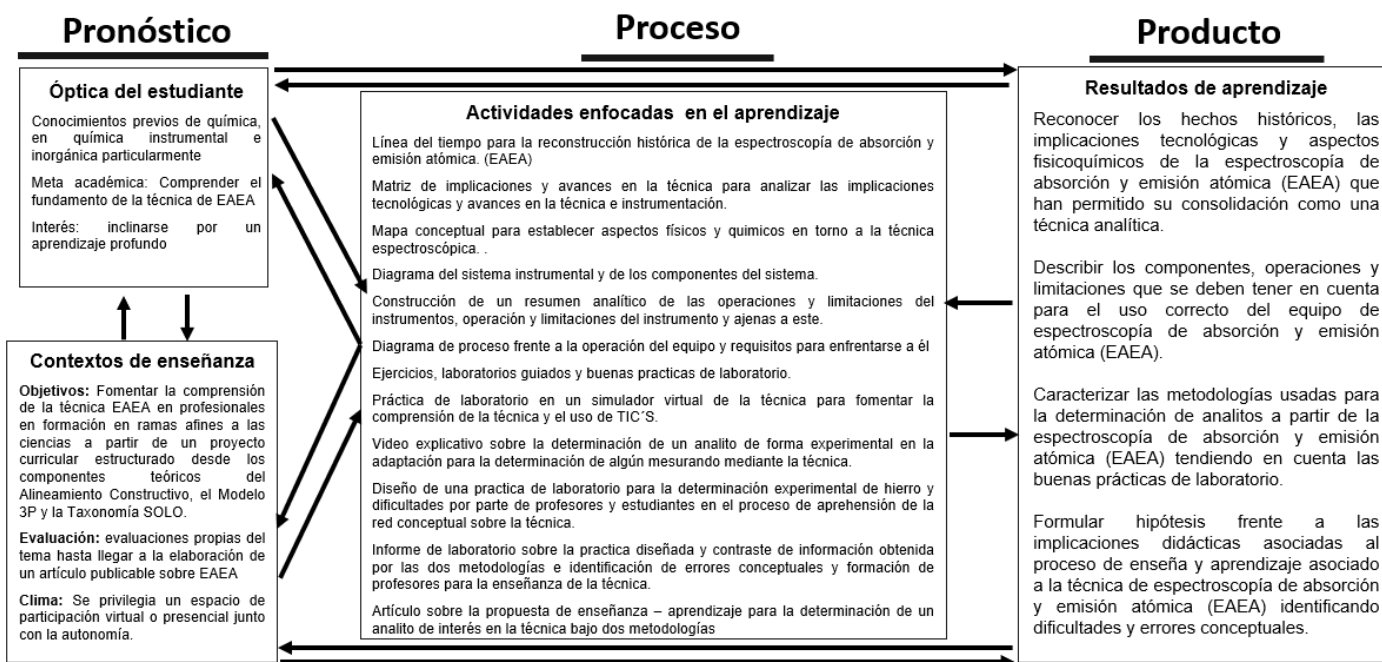 Pronóstico
Proceso
Producto
Óptica del estudiante
Conocimientos previos de química,
en química instrumental e
inorgánica particularmente
Meta académica: Comprender el
fundamento de la técnica de EAEA
Interés: inclinarse por un
aprendizaje profundo
Contextos de enseñanza
Objetivos: Fomentar la comprensión
de la técnica EAEA en profesionales
en formación en ramas afines a las
ciencias a partir de un proyecto
curricular estructurado desde los
componentes teóricos del
Alineamiento Constructivo, el Modelo
3P y la Taxonomía SOLO.
Evaluación: evaluaciones propias del
tema hasta llegar a la elaboración de
un artículo publicable sobre EAEA
Clima: Se privilegia un espacio de
participación virtual o presencial junto
con la autonomía.
Actividades enfocadas en el aprendizaje
Línea del tiempo para la reconstrucción histórica de la espectroscopía de absorción y
emisión atómica. (EAEA)
Matriz de implicaciones y avances en la técnica para analizar las implicaciones
tecnológicas y avances en la técnica e instrumentación.
Mapa conceptual para establecer aspectos físicos y quimicos en torno a la técnica
espectroscópica. .
Diagrama del sistema instrumental y de los componentes del sistema.
Construcción de un resumen analítico de las operaciones y limitaciones del
instrumentos, operación y limitaciones del instrumento y ajenas a este.
Diagrama de proceso frente a la operación del equipo y requisitos para enfrentarse a él
Ejercicios, laboratorios guiados y buenas practicas de laboratorio.
Práctica de laboratorio en un simulador virtual de la técnica para fomentar la
comprensión de la técnica y el uso de TIC´S.
Video explicativo sobre la determinación de un analito de forma experimental en la
adaptación para la determinación de algún mesurando mediante la técnica.
Diseño de una practica de laboratorio para la determinación experimental de hierro y
dificultades por parte de profesores y estudiantes en el proceso de aprehensión de la
red conceptual sobre la técnica.
Informe de laboratorio sobre la practica diseñada y contraste de información obtenida
por las dos metodologías e identificación de errores conceptuales y formación de
profesores para la enseñanza de la técnica.
Artículo sobre la propuesta de enseñanza – aprendizaje para la determinación de un
analito de interés en la técnica bajo dos metodologías
Resultados de aprendizaje
Reconocer los hechos históricos, las
implicaciones tecnológicas y aspectos
fisicoquímicos de la espectroscopía de
absorción y emisión atómica (EAEA) que
han permitido su consolidación como una
técnica analítica.
Describir los componentes, operaciones y
limitaciones que se deben tener en cuenta
para el uso correcto del equipo de
espectroscopía de absorción y emisión
atómica (EAEA).
Caracterizar las metodologías usadas para
la determinación de analitos a partir de la
espectroscopía de absorción y emisión
atómica (EAEA) tendiendo en cuenta las
buenas prácticas de laboratorio.
Formular hipótesis frente a las
implicaciones didácticas asociadas al
proceso de enseña y aprendizaje asociado
a la técnica de espectroscopía de absorción
y emisión atómica (EAEA) identificando
dificultades y errores conceptuales.